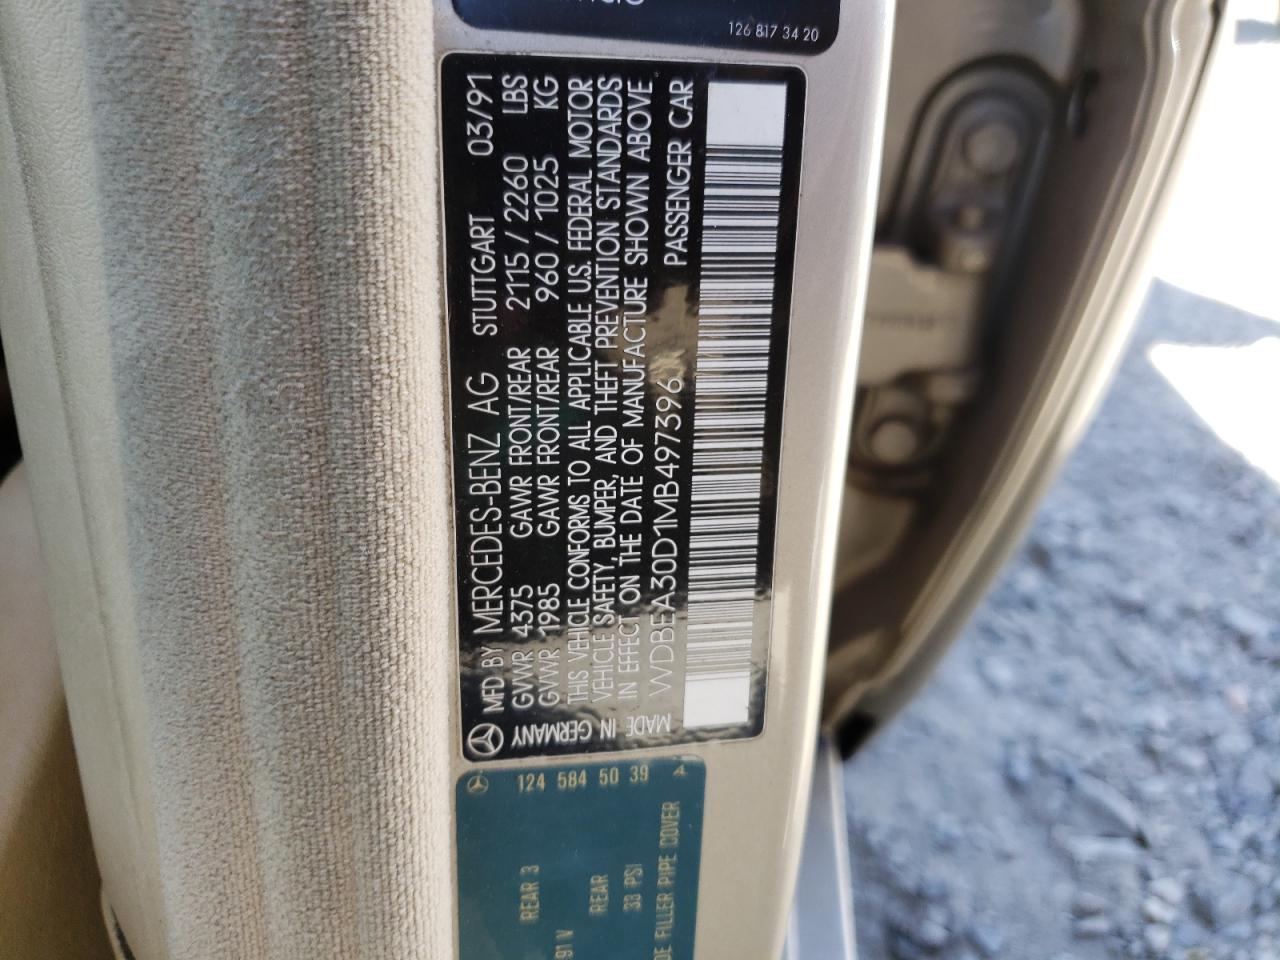 126 817 34 20
MFD BY MERCEDES-BENZ AG STUTTGART 03/91
GVWR 4375 GAWR FRONT/REAR 2115/2260 LBS
GVWR 1985 GAWR FRONT/REAR 960/1025 KG
THIS VEHICLE CONFORMS TO ALL APPLICABLE U.S. FEDERAL MOTOR
VEHICLE SAFETY, BUMPER, AND THEFT PREVENTION STANDARDS
IN EFFECT ON THE DATE OF MANUFACTURE SHOWN ABOVE
WDBEA30D1MB497396 PASSENGER CAR
MADE IN GERMANY
124 584 50 39 A
REAR 3
91 V
REAR
33 PSI
DE FILLER PIPE COVER